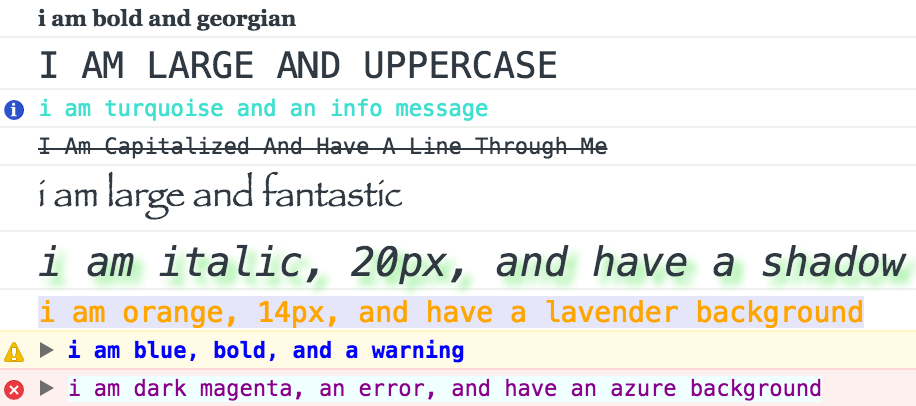 i am bold and georgian
I AM LARGE AND UPPERCASE
i am turquoise and an info message
I Am Capitalized And Have A Line Through Me
i am large and fantastic
i am italic, 20px, and have a shadow
i am orange, 14px, and have a lavender background
i am blue, bold, and a warning
i am dark magenta, an error, and have an azure background